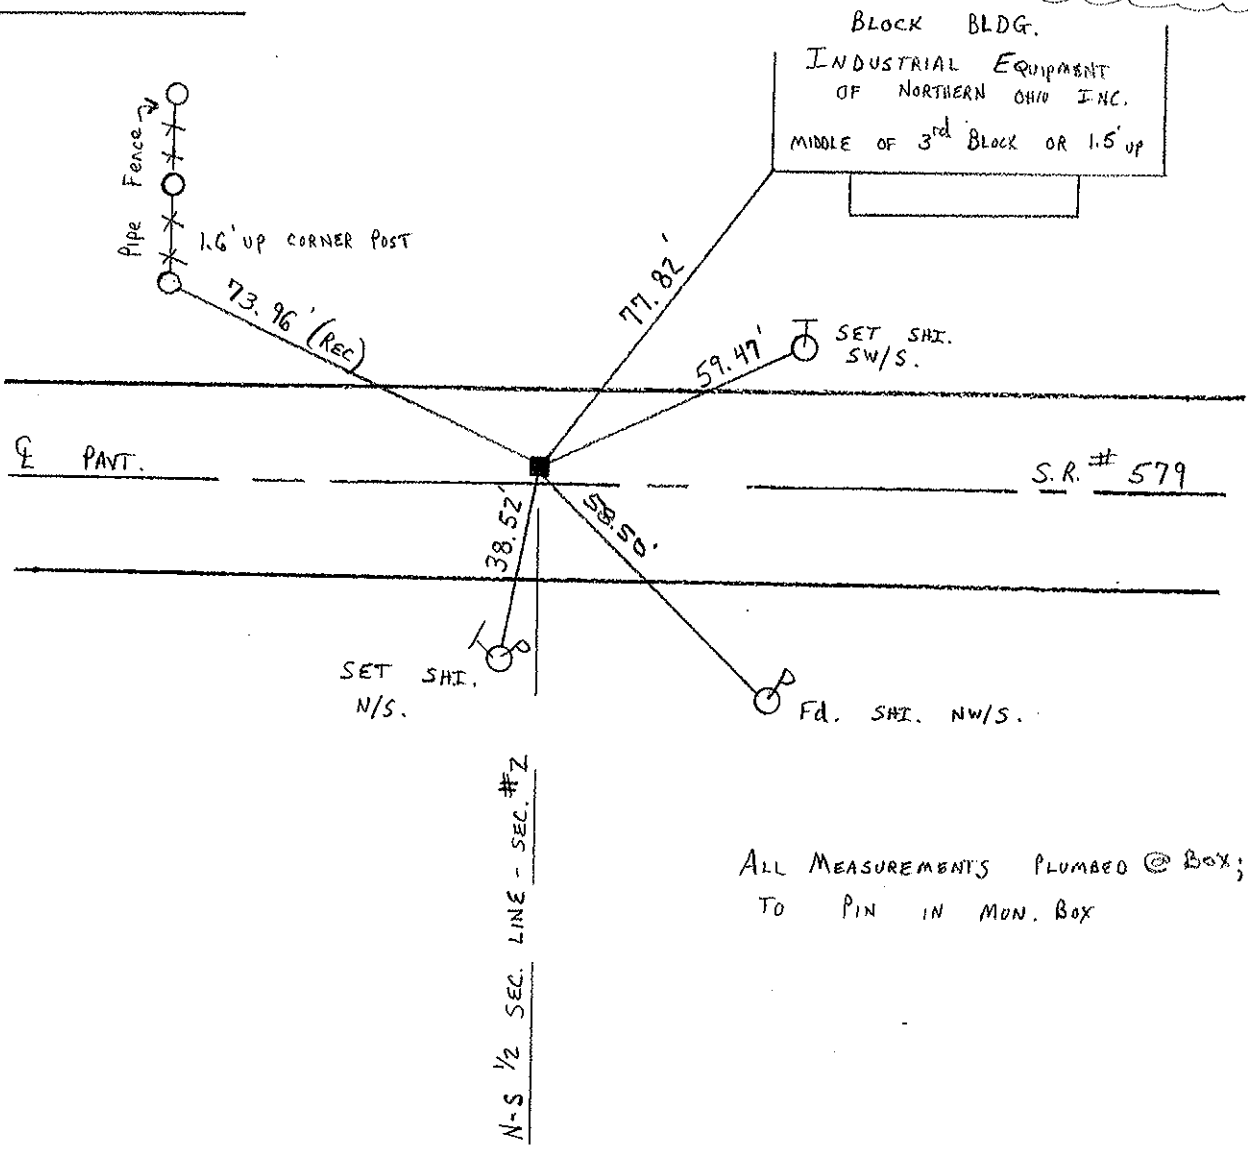 BLOCK BLDG.
INDUSTRIAL EQUIPMENT
OF NORTHERN OHIO INC.
MIDDLE OF 3rd BLOCK OR 1.5' UP
Pipe Fence
1.6' UP CORNER POST
73.96' (REC)
77.82'
59.47'
SET SHI.
SW/S.
℄ PAVT.
S.R. # 579
38.52'
58.50'
SET SHI.
N/S.
Fd. SHI. NW/S.
N-S 1/2 SEC. LINE - SEC. #2
ALL MEASUREMENTS PLUMBED @ BOX;
TO PIN IN MON. BOX